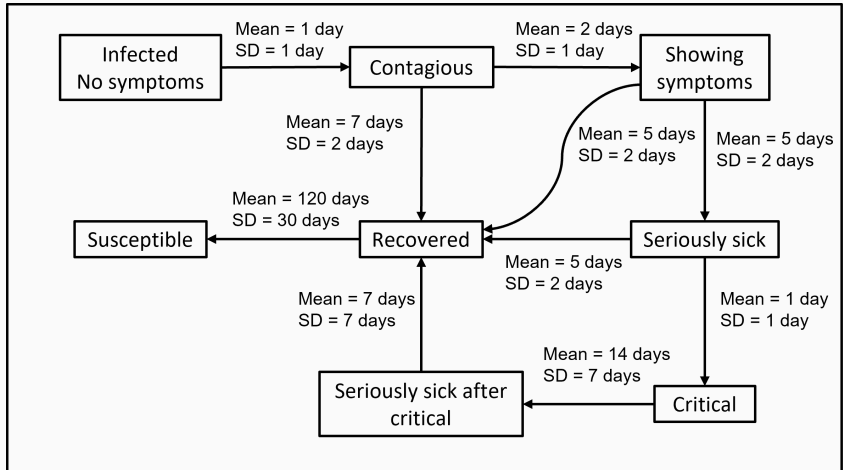 Infected
No symptoms
Mean = 1 day
SD = 1 day
Contagious
Mean = 2 days
SD = 1 day
Showing
symptoms
Mean = 7 days
SD = 2 days
Mean = 5 days
SD = 2 days
Mean = 5 days
SD = 2 days
Susceptible
Mean = 120 days
SD = 30 days
Recovered
Mean = 5 days
SD = 2 days
Seriously sick
Mean = 7 days
SD = 7 days
Mean = 1 day
SD = 1 day
Seriously sick after
critical
Mean = 14 days
SD = 7 days
Critical